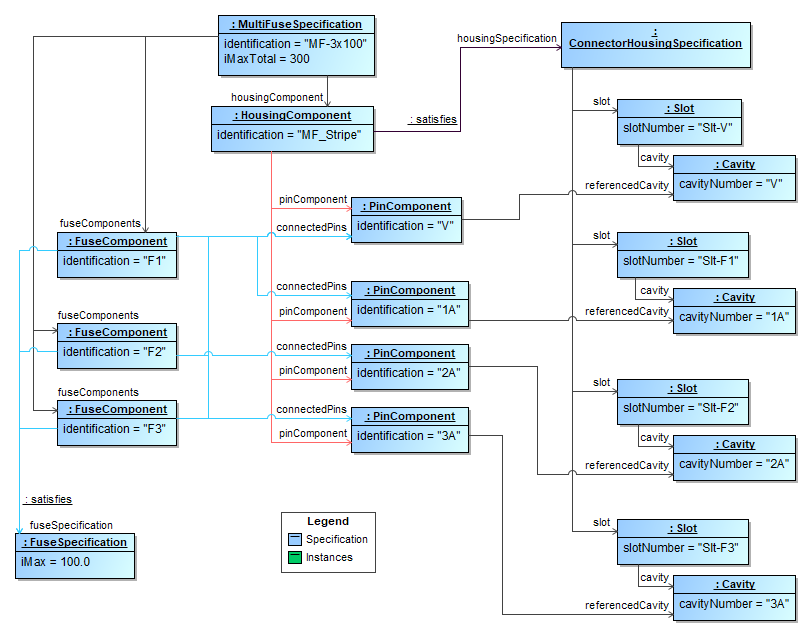 : MultiFuseSpecification
identification = "MF-3x100"
iMaxTotal = 300
housingSpecification
:
ConnectorHousingSpecification
housingComponent
: HousingComponent
identification = "MF_Stripe"
: satisfies
slot
: Slot
slotNumber = "Slt-V"
cavity
: Cavity
cavityNumber = "V"
referencedCavity
pinComponent
: PinComponent
identification = "V"
connectedPins
fuseComponents
: FuseComponent
identification = "F1"
slot
: Slot
slotNumber = "Slt-F1"
cavity
: Cavity
cavityNumber = "1A"
referencedCavity
connectedPins
: PinComponent
identification = "1A"
pinComponent
fuseComponents
: FuseComponent
identification = "F2"
connectedPins
: PinComponent
identification = "2A"
pinComponent
slot
: Slot
slotNumber = "Slt-F2"
cavity
: Cavity
cavityNumber = "2A"
referencedCavity
fuseComponents
: FuseComponent
identification = "F3"
connectedPins
: PinComponent
identification = "3A"
pinComponent
: satisfies
fuseSpecification
: FuseSpecification
iMax = 100.0
Legend
Specification
Instances
slot
: Slot
slotNumber = "Slt-F3"
cavity
: Cavity
cavityNumber = "3A"
referencedCavity